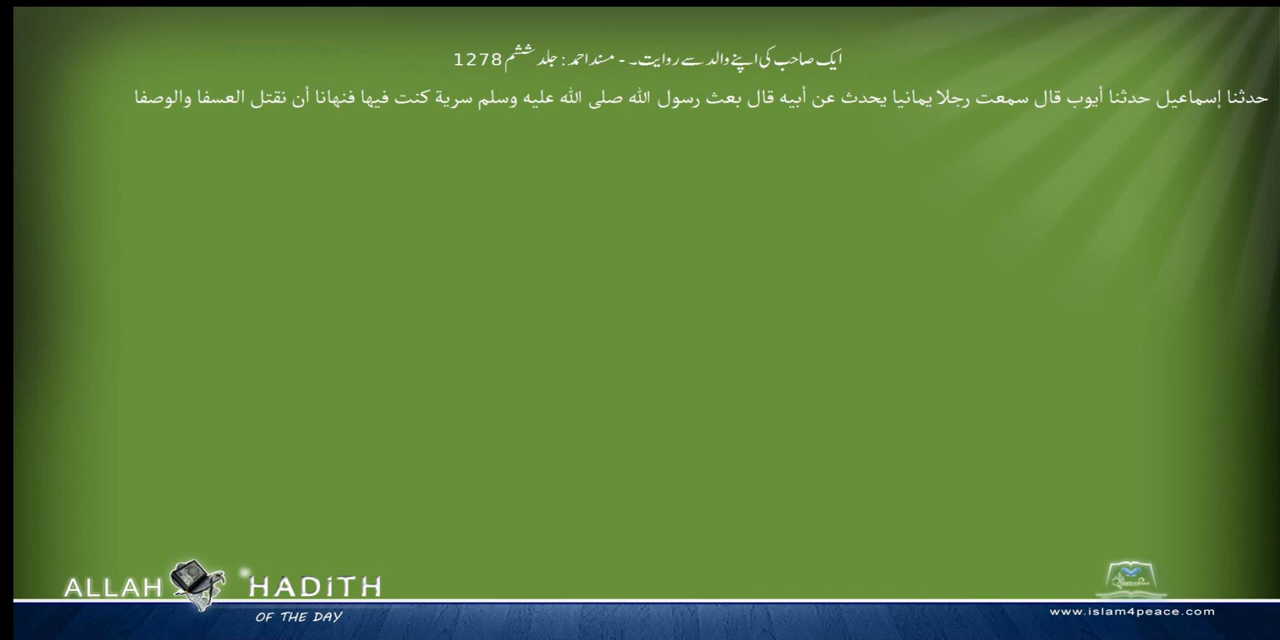 ایک صاحب کی اپنے والد سے روایت۔ - مسند احمد : جلد ششم 1278
حدثنا إسماعيل حدثنا أيوب قال سمعت رجلا يمانيا يحدث عن أبيه قال بعث رسول الله صلى الله عليه وسلم سرية كنت فيها فنهانا أن نقتل العسفا والوصفا
ALLAH HADITH
OF THE DAY
www.islam4peace.com